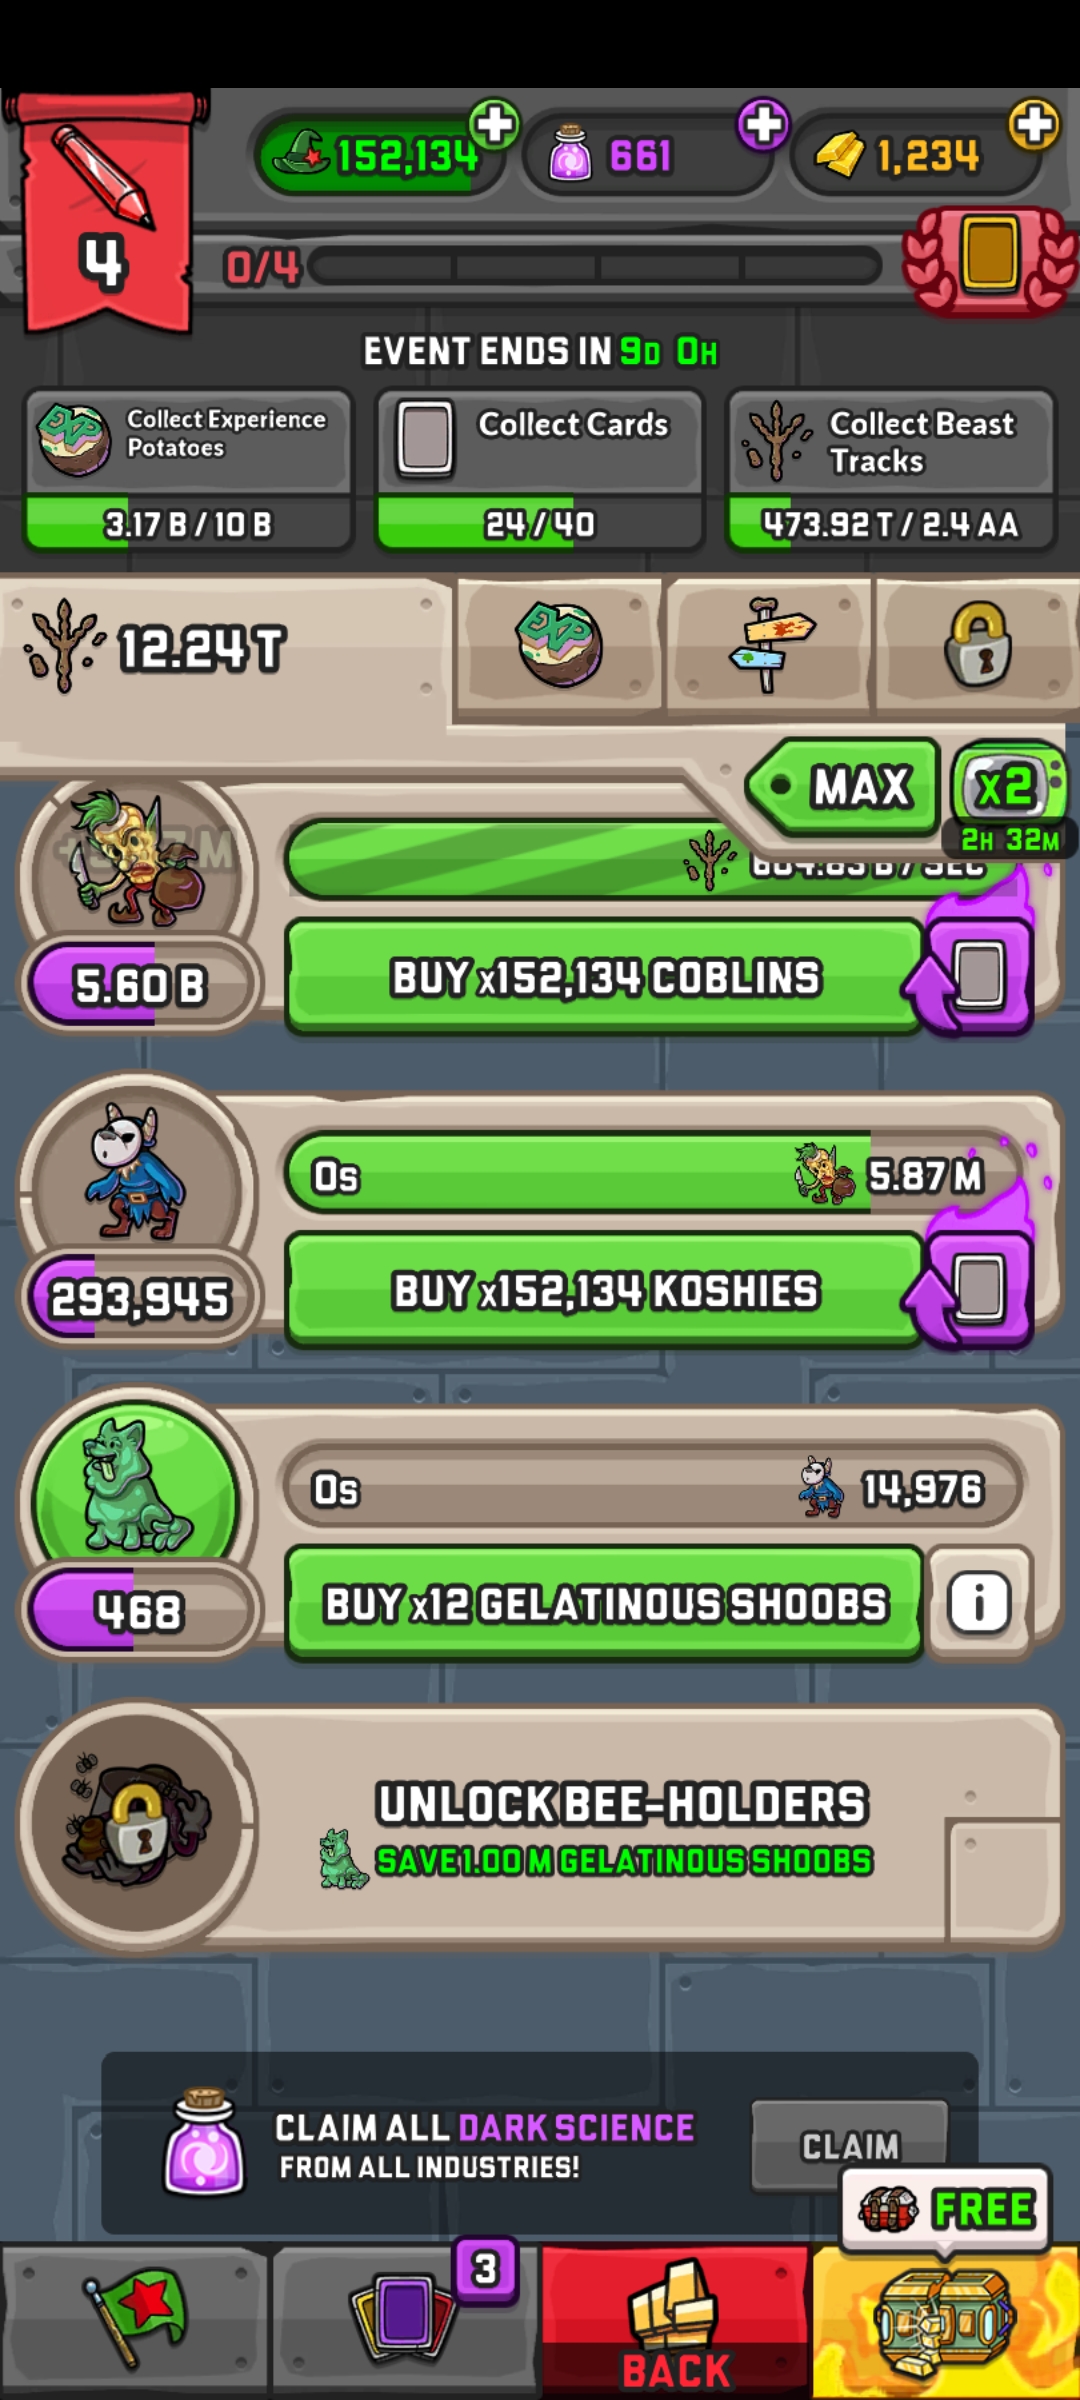 152,134
661
1,234
4
0/4
EVENT ENDS IN 9D 0H
EXP
Collect Experience
Potatoes
3.17 B / 10 B
Collect Cards
24 / 40
Collect Beast
Tracks
473.92 T / 2.4 AA
12.24 T
EXP
MAX
x2
2H 32M
5.60 B
BUY x152,134 COBLINS
0s
5.87 M
293,945
BUY x152,134 KOSHIES
0s
14,976
468
BUY x12 GELATINOUS SHOOBS
i
UNLOCK BEE-HOLDERS
SAVE 1.00 M GELATINOUS SHOOBS
CLAIM ALL DARK SCIENCE
FROM ALL INDUSTRIES!
CLAIM
FREE
3
BACK